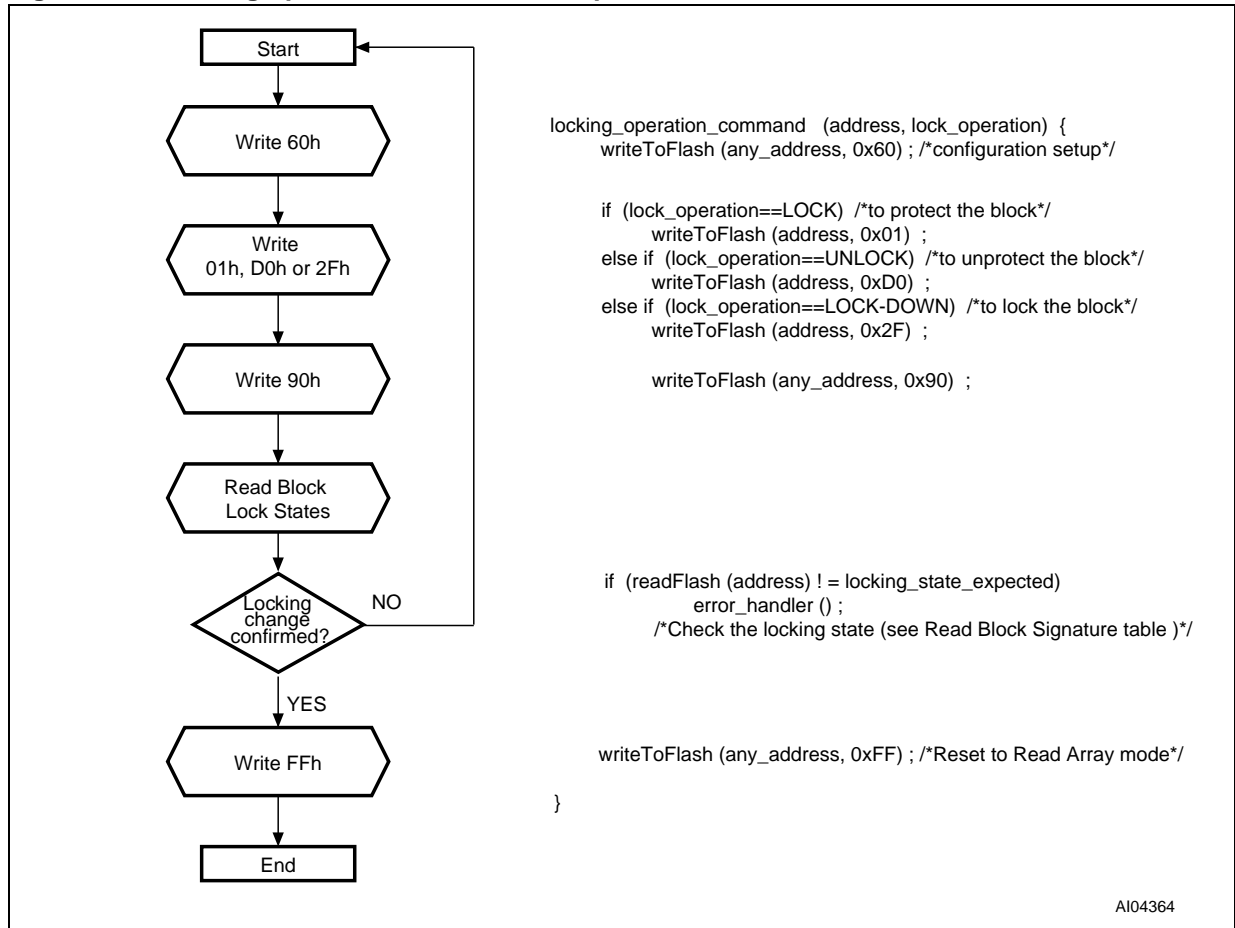 Start
Write 60h
Write
01h, D0h or 2Fh
Write 90h
Read Block
Lock States
Locking
change
confirmed?
NO
YES
Write FFh
End
locking_operation_command (address, lock_operation) {
writeToFlash (any_address, 0x60) ; /*configuration setup*/
if (lock_operation==LOCK) /*to protect the block*/
writeToFlash (address, 0x01) ;
else if (lock_operation==UNLOCK) /*to unprotect the block*/
writeToFlash (address, 0xD0) ;
else if (lock_operation==LOCK-DOWN) /*to lock the block*/
writeToFlash (address, 0x2F) ;
writeToFlash (any_address, 0x90) ;
if (readFlash (address) ! = locking_state_expected)
error_handler () ;
/*Check the locking state (see Read Block Signature table )*/
writeToFlash (any_address, 0xFF) ; /*Reset to Read Array mode*/
}
AI04364